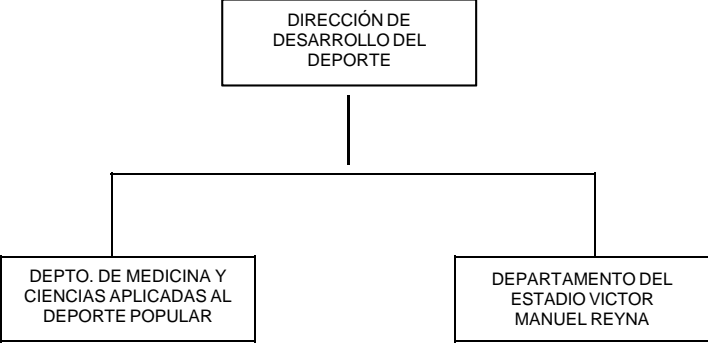 DIRECCIÓN DE
DESARROLLO DEL
DEPORTE
DEPTO. DE MEDICINA Y
CIENCIAS APLICADAS AL
DEPORTE POPULAR
DEPARTAMENTO DEL
ESTADIO VICTOR
MANUEL REYNA